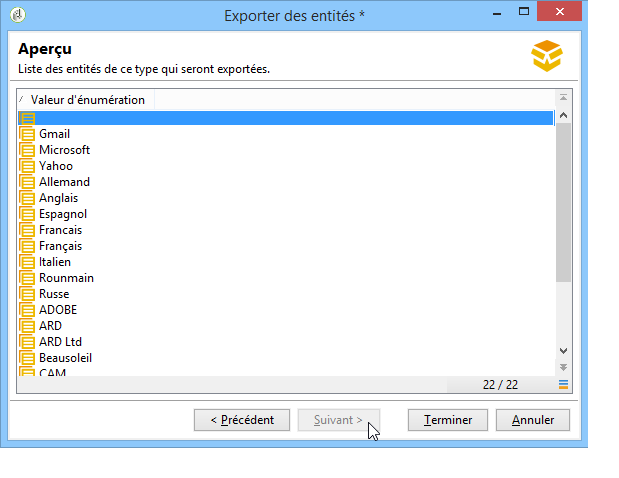 Exporter des entités *
Aperçu
Liste des entités de ce type qui seront exportées.
Valeur d'énumération
Gmail
Microsoft
Yahoo
Allemand
Anglais
Espagnol
Francais
Français
Italien
Rounmain
Russe
ADOBE
ARD
ARD Ltd
Beausoleil
CAM
22 / 22
< Précédent
Suivant >
Terminer
Annuler